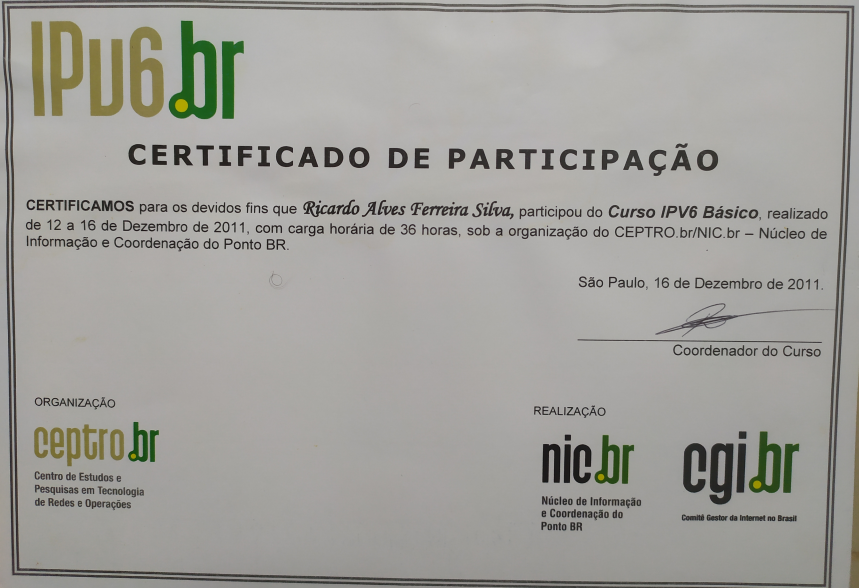 IPv6.br
CERTIFICADO DE PARTICIPAÇÃO
CERTIFICAMOS para os devidos fins que Ricardo Alves Ferreira Silva, participou do Curso IPV6 Básico, realizado
de 12 a 16 de Dezembro de 2011, com carga horária de 36 horas, sob a organização do CEPTRO.br/NIC.br – Núcleo de
Informação e Coordenação do Ponto BR.
São Paulo, 16 de Dezembro de 2011.
Coordenador do Curso
ORGANIZAÇÃO
ceptro.br
Centro de Estudos e
Pesquisas em Tecnologia
de Redes e Operações
REALIZAÇÃO
nic.br
Núcleo de Informação
e Coordenação do
Ponto BR
cgi.br
Comitê Gestor da Internet no Brasil